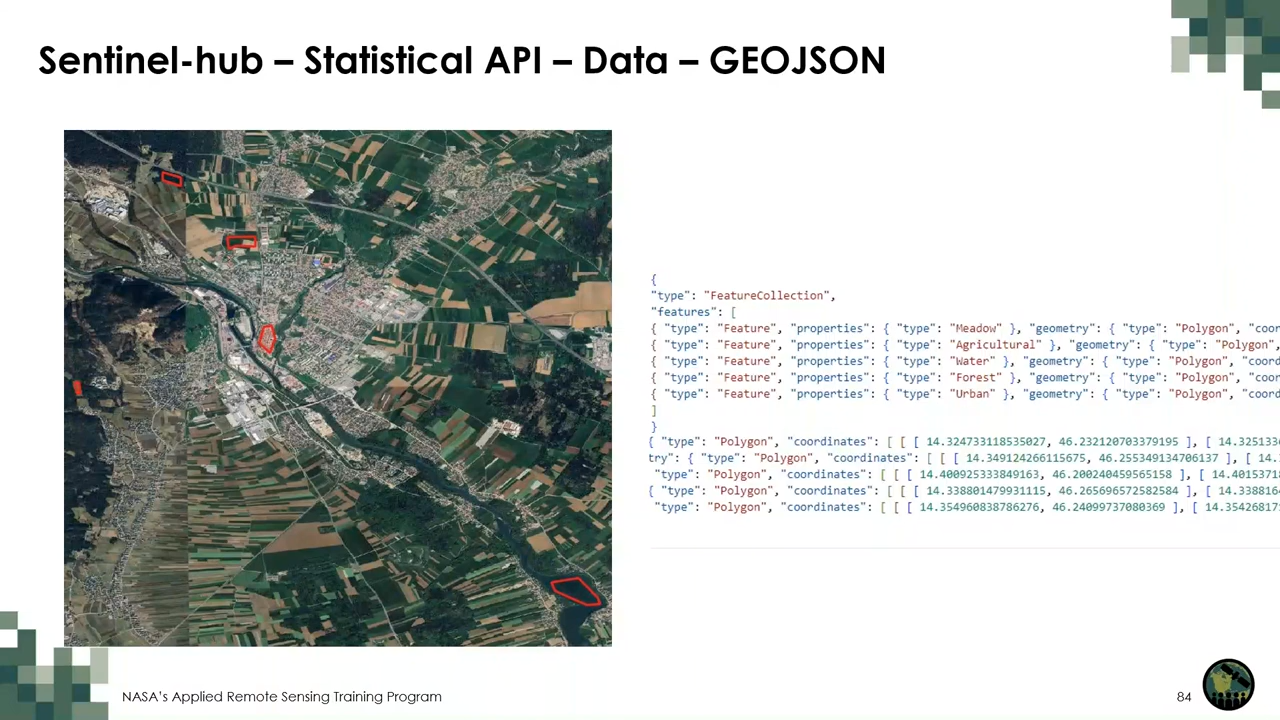 Sentinel-hub – Statistical API – Data – GEOJSON
{
"type": "FeatureCollection",
"features": [
{ "type": "Feature", "properties": { "type": "Meadow" }, "geometry": { "type": "Polygon", "coor
{ "type": "Feature", "properties": { "type": "Agricultural" }, "geometry": { "type": "Polygon",
{ "type": "Feature", "properties": { "type": "Water" }, "geometry": { "type": "Polygon", "coord
{ "type": "Feature", "properties": { "type": "Forest" }, "geometry": { "type": "Polygon", "coor
{ "type": "Feature", "properties": { "type": "Urban" }, "geometry": { "type": "Polygon", "coord
]
}
{ "type": "Polygon", "coordinates": [ [ [ 14.324733118535027, 46.232120703379195 ], [ 14.325133
try": { "type": "Polygon", "coordinates": [ [ [ 14.349124266115675, 46.255349134706137 ], [ 14.
"type": "Polygon", "coordinates": [ [ [ 14.400925333849163, 46.200240459565158 ], [ 14.4015371
{ "type": "Polygon", "coordinates": [ [ [ 14.338801479931115, 46.265696572582584 ], [ 14.338816
"type": "Polygon", "coordinates": [ [ [ 14.354960838786276, 46.24099737080369 ], [ 14.3542681
NASA's Applied Remote Sensing Training Program
84